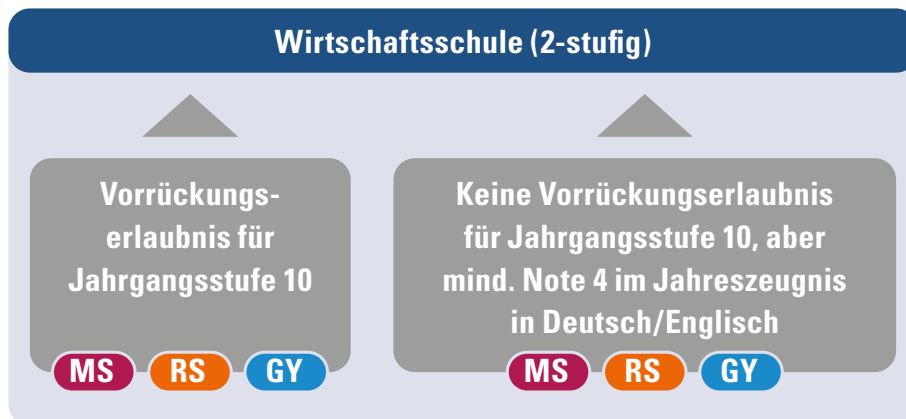 Wirtschaftsschule (2-stufig)
Vorrückungs-
erlaubnis für
Jahrgangsstufe 10
MS RS GY
Keine Vorrückungserlaubnis
für Jahrgangsstufe 10, aber
mind. Note 4 im Jahreszeugnis
in Deutsch/Englisch
MS RS GY